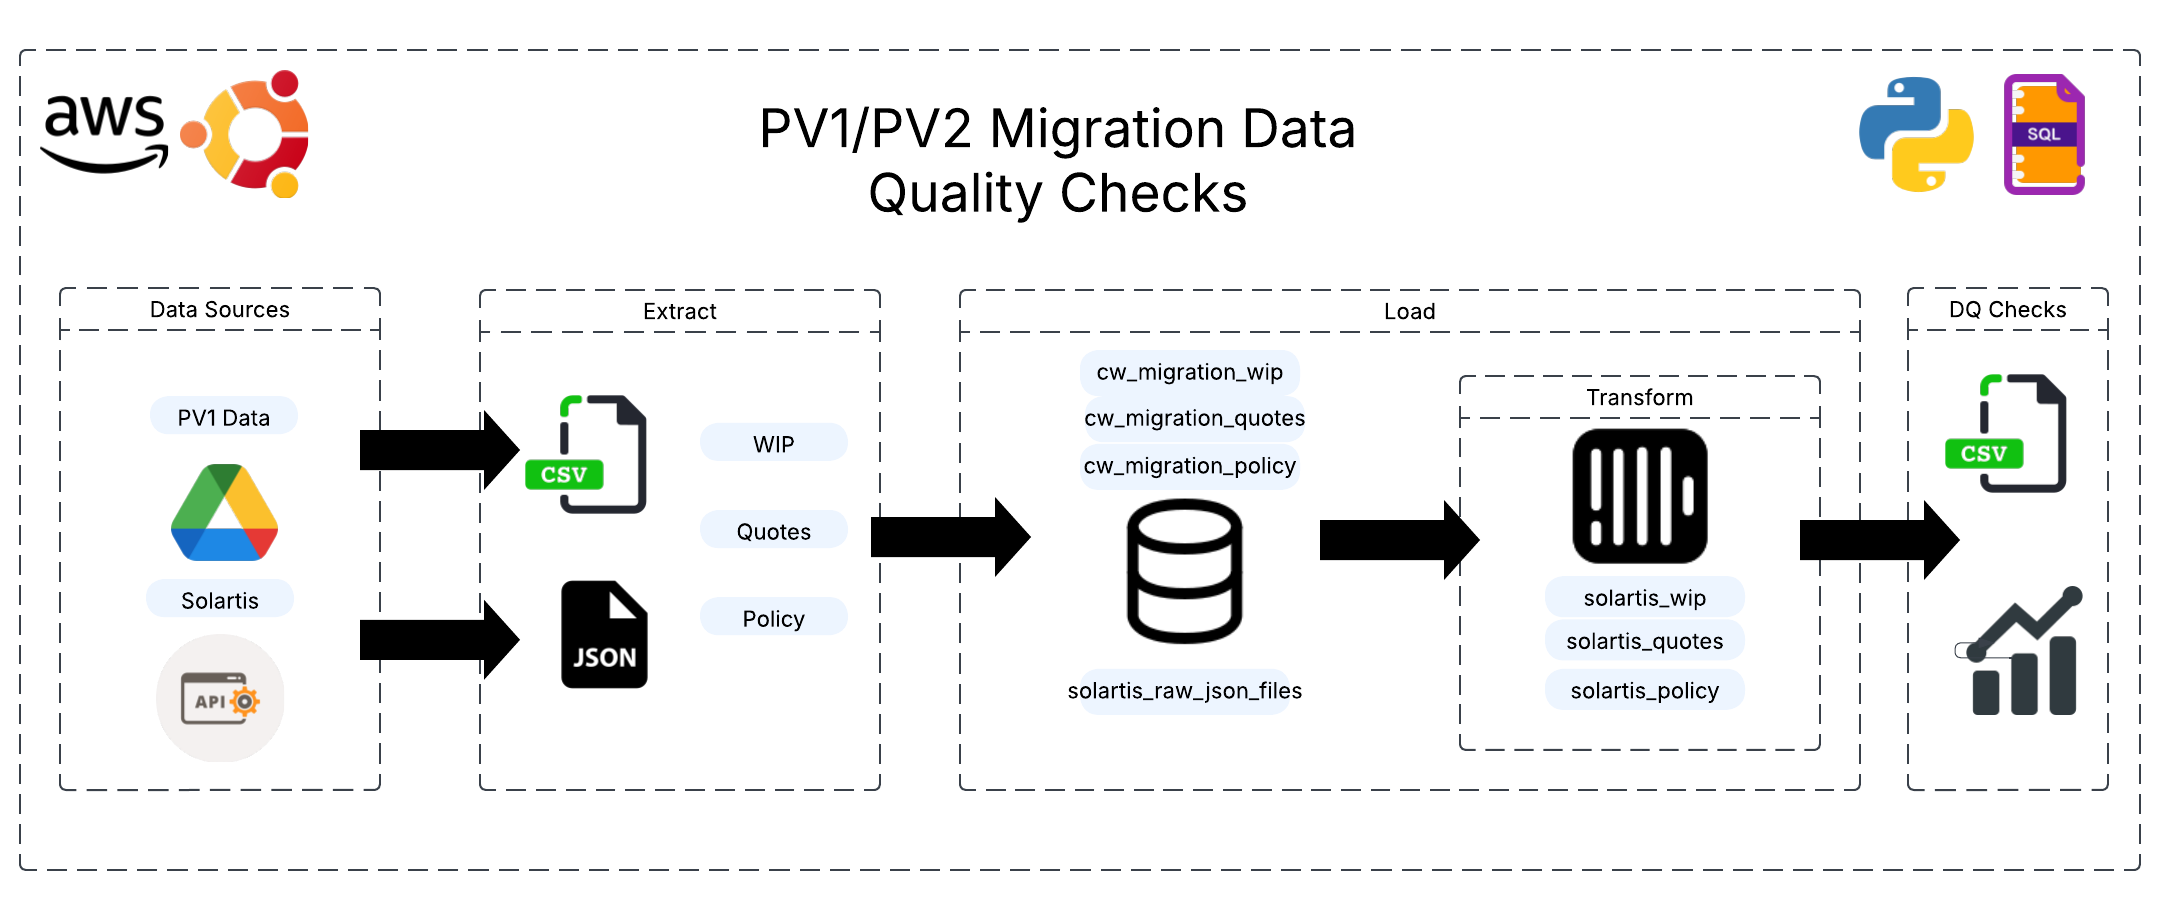 aws
PV1/PV2 Migration Data
Quality Checks
SQL
Data Sources
PV1 Data
Solartis
API
Extract
CSV
JSON
WIP
Quotes
Policy
Load
cw_migration_wip
cw_migration_quotes
cw_migration_policy
solartis_raw_json_files
Transform
solartis_wip
solartis_quotes
solartis_policy
DQ Checks
CSV